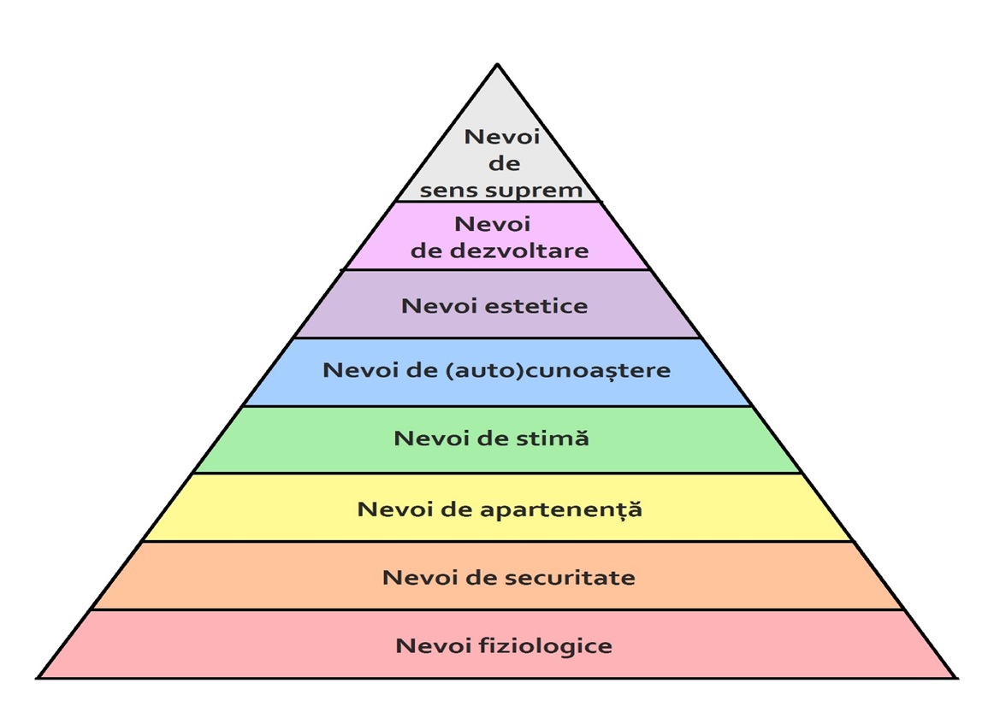 Nevoi
de
sens suprem
Nevoi
de dezvoltare
Nevoi estetice
Nevoi de (auto)cunoaștere
Nevoi de stimă
Nevoi de apartenență
Nevoi de securitate
Nevoi fiziologice